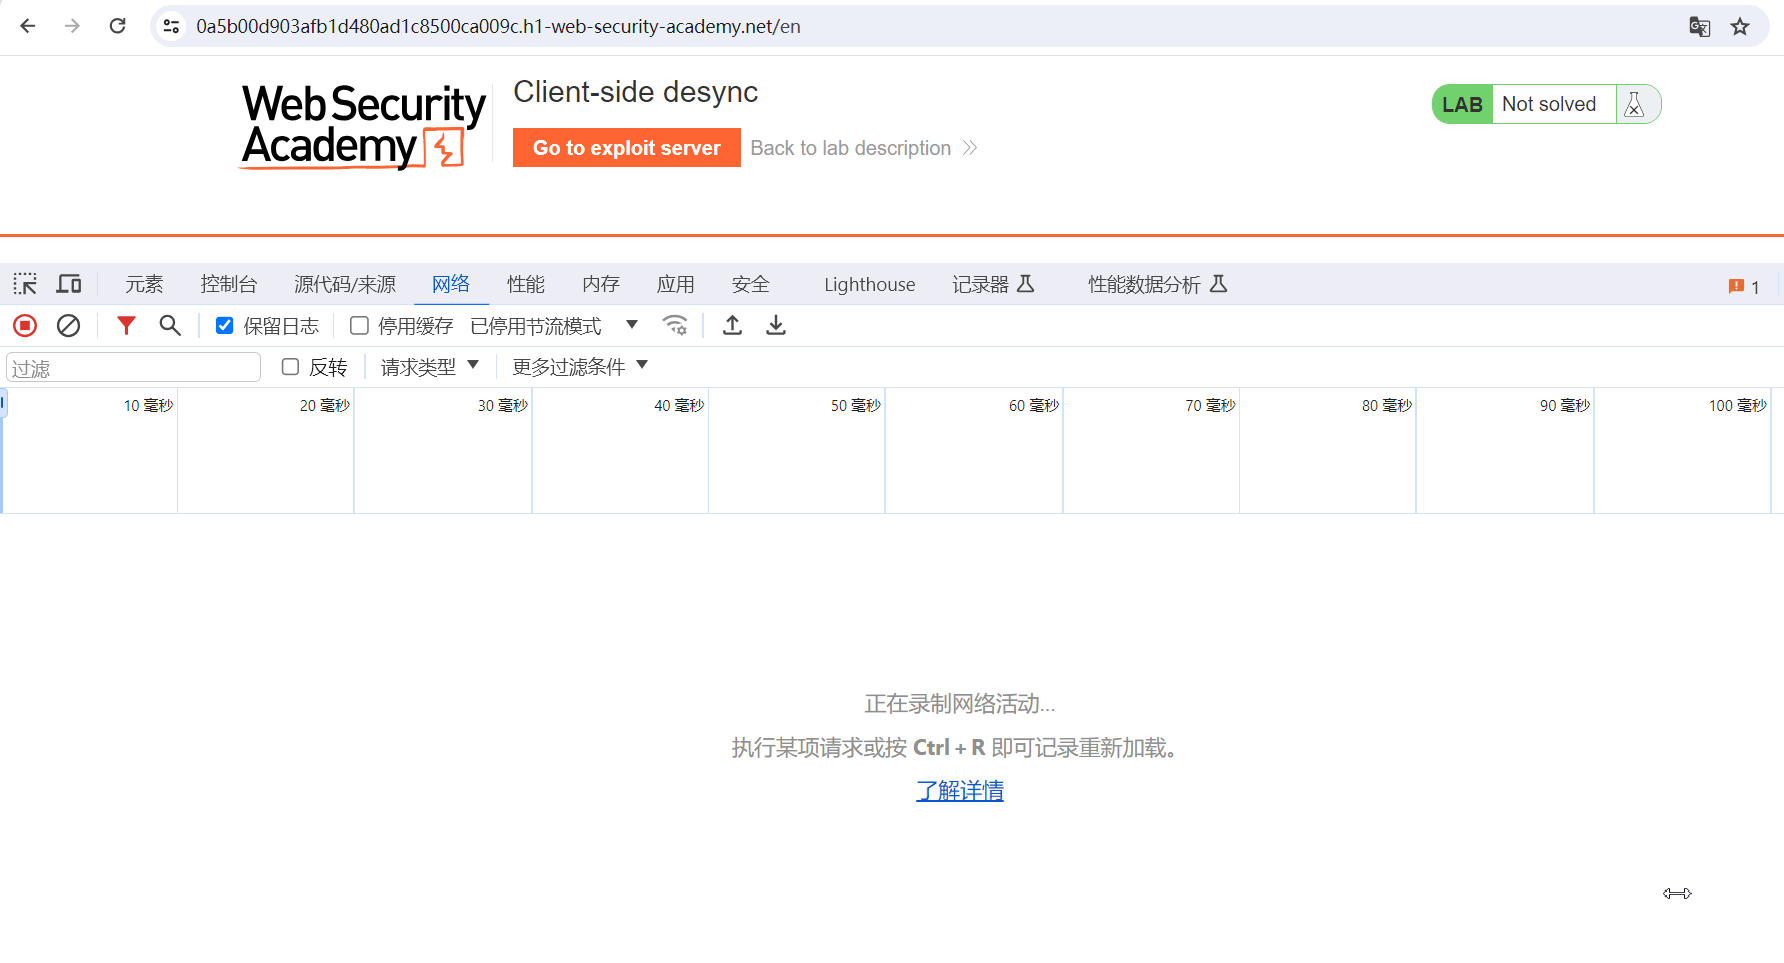 0a5b00d903afb1d480ad1c8500ca009c.h1-web-security-academy.net/en
Web Security
Academy
Client-side desync
Go to exploit server
Back to lab description
LAB
Not solved
元素
控制台
源代码/来源
网络
性能
内存
应用
安全
Lighthouse
记录器
性能数据分析
1
保留日志
停用缓存
已停用节流模式
过滤
反转
请求类型
更多过滤条件
10 毫秒
20 毫秒
30 毫秒
40 毫秒
50 毫秒
60 毫秒
70 毫秒
80 毫秒
90 毫秒
100 毫秒
正在录制网络活动...
执行某项请求或按 Ctrl + R 即可记录重新加载。
了解详情